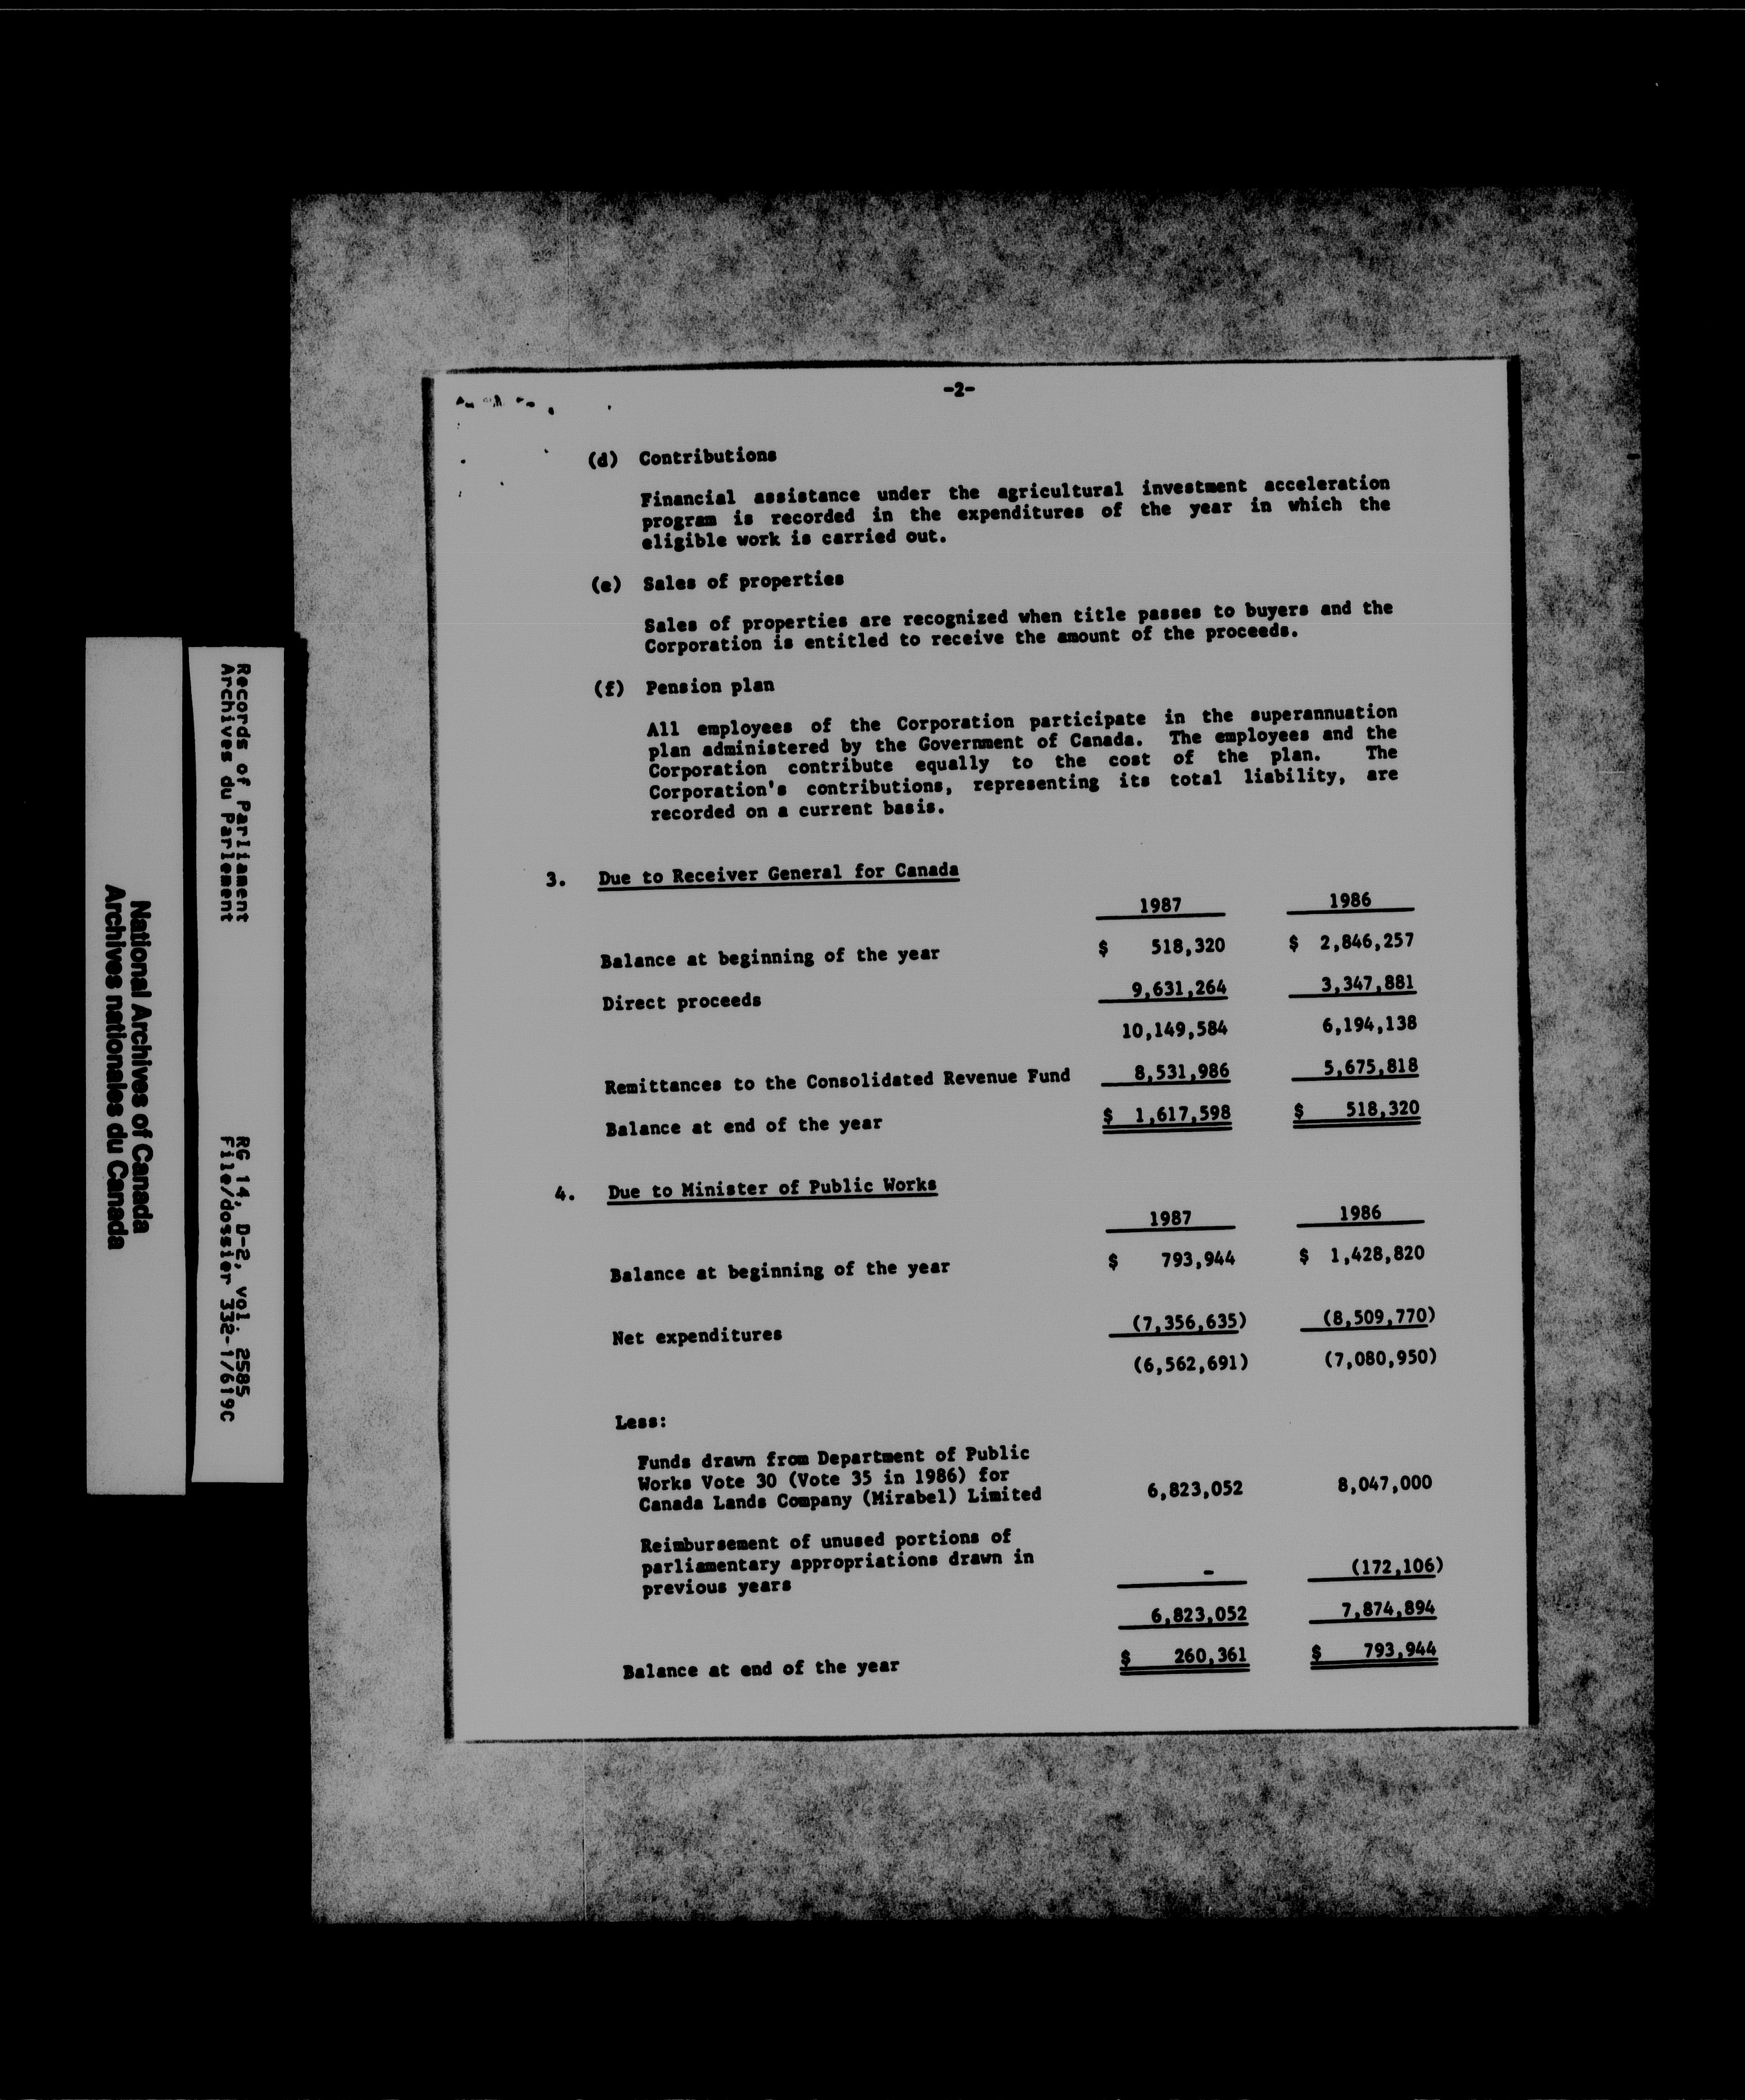 -2-
(d) Contributions
Financial assistance under the agricultural investment acceleration
program is recorded in the expenditures of the year in which the
eligible work is carried out.
(e) Sales of properties
Sales of properties are recognized when title passes to buyers and the
Corporation is entitled to receive the amount of the proceeds.
(f) Pension plan
All employees of the Corporation participate in the superannuation
plan administered by the Government of Canada. The employees and the
Corporation contribute equally to the cost of the plan. The
Corporation's contributions, representing its total liability, are
recorded on a current basis.
3. Due to Receiver General for Canada
1987 1986
Balance at beginning of the year $ 518,320 $ 2,846,257
Direct proceeds 9,631,264 3,347,881
10,149,584 6,194,138
Remittances to the Consolidated Revenue Fund 8,531,986 5,675,818
Balance at end of the year $ 1,617,598 $ 518,320
4. Due to Minister of Public Works
1987 1986
Balance at beginning of the year $ 793,944 $ 1,428,820
Net expenditures (7,356,635) (8,509,770)
(6,562,691) (7,080,950)
Less:
Funds drawn from Department of Public
Works Vote 30 (Vote 35 in 1986) for
Canada Lands Company (Mirabel) Limited 6,823,052 8,047,000
Reimbursement of unused portions of
parliamentary appropriations drawn in
previous years - (172,106)
6,823,052 7,874,894
Balance at end of the year $ 260,361 $ 793,944
Records of Parliament RG 14, D-2, vol. 2585
Archives du Parlement File/dossier 332-1/619C
National Archives of Canada
Archives nationales du Canada